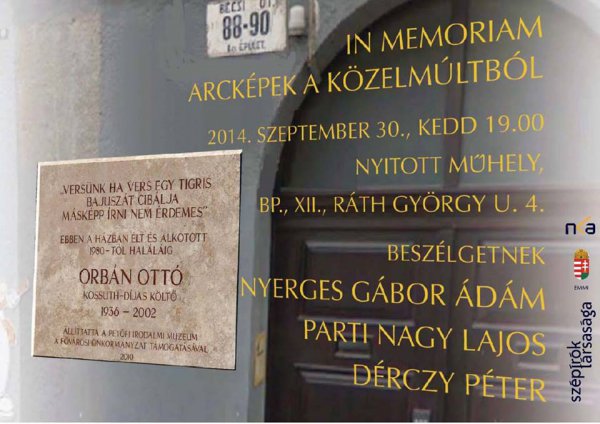 BÉCSI ÚT
88-90
IN MEMORIAM
ARCKÉPEK A KÖZELMÚLTBÓL
2014. SZEPTEMBER 30., KEDD 19.00
NYITOTT MŰHELY,
BP., XII., RÁTH GYÖRGY U. 4.
BESZÉLGETNEK
NYERGES GÁBOR ÁDÁM
PARTI NAGY LAJOS
DÉRCZY PÉTER
„VERSÜNK HA VERS EGY TIGRIS
BAJUSZÁT CIBÁLJA
MÁSKÉPP ÍRNI NEM ÉRDEMES"
EBBEN A HÁZBAN ÉLT ÉS ALKOTOTT
1980-TÓL HALÁLÁIG
ORBÁN OTTÓ
KOSSUTH-DÍJAS KÖLTŐ
1936 - 2002
ÁLLÍTTATTA A PETŐFI IRODALMI MÚZEUM
A FŐVÁROSI ÖNKORMÁNYZAT TÁMOGATÁSÁVAL
2010
nka
EMMI
szépírók
társasága